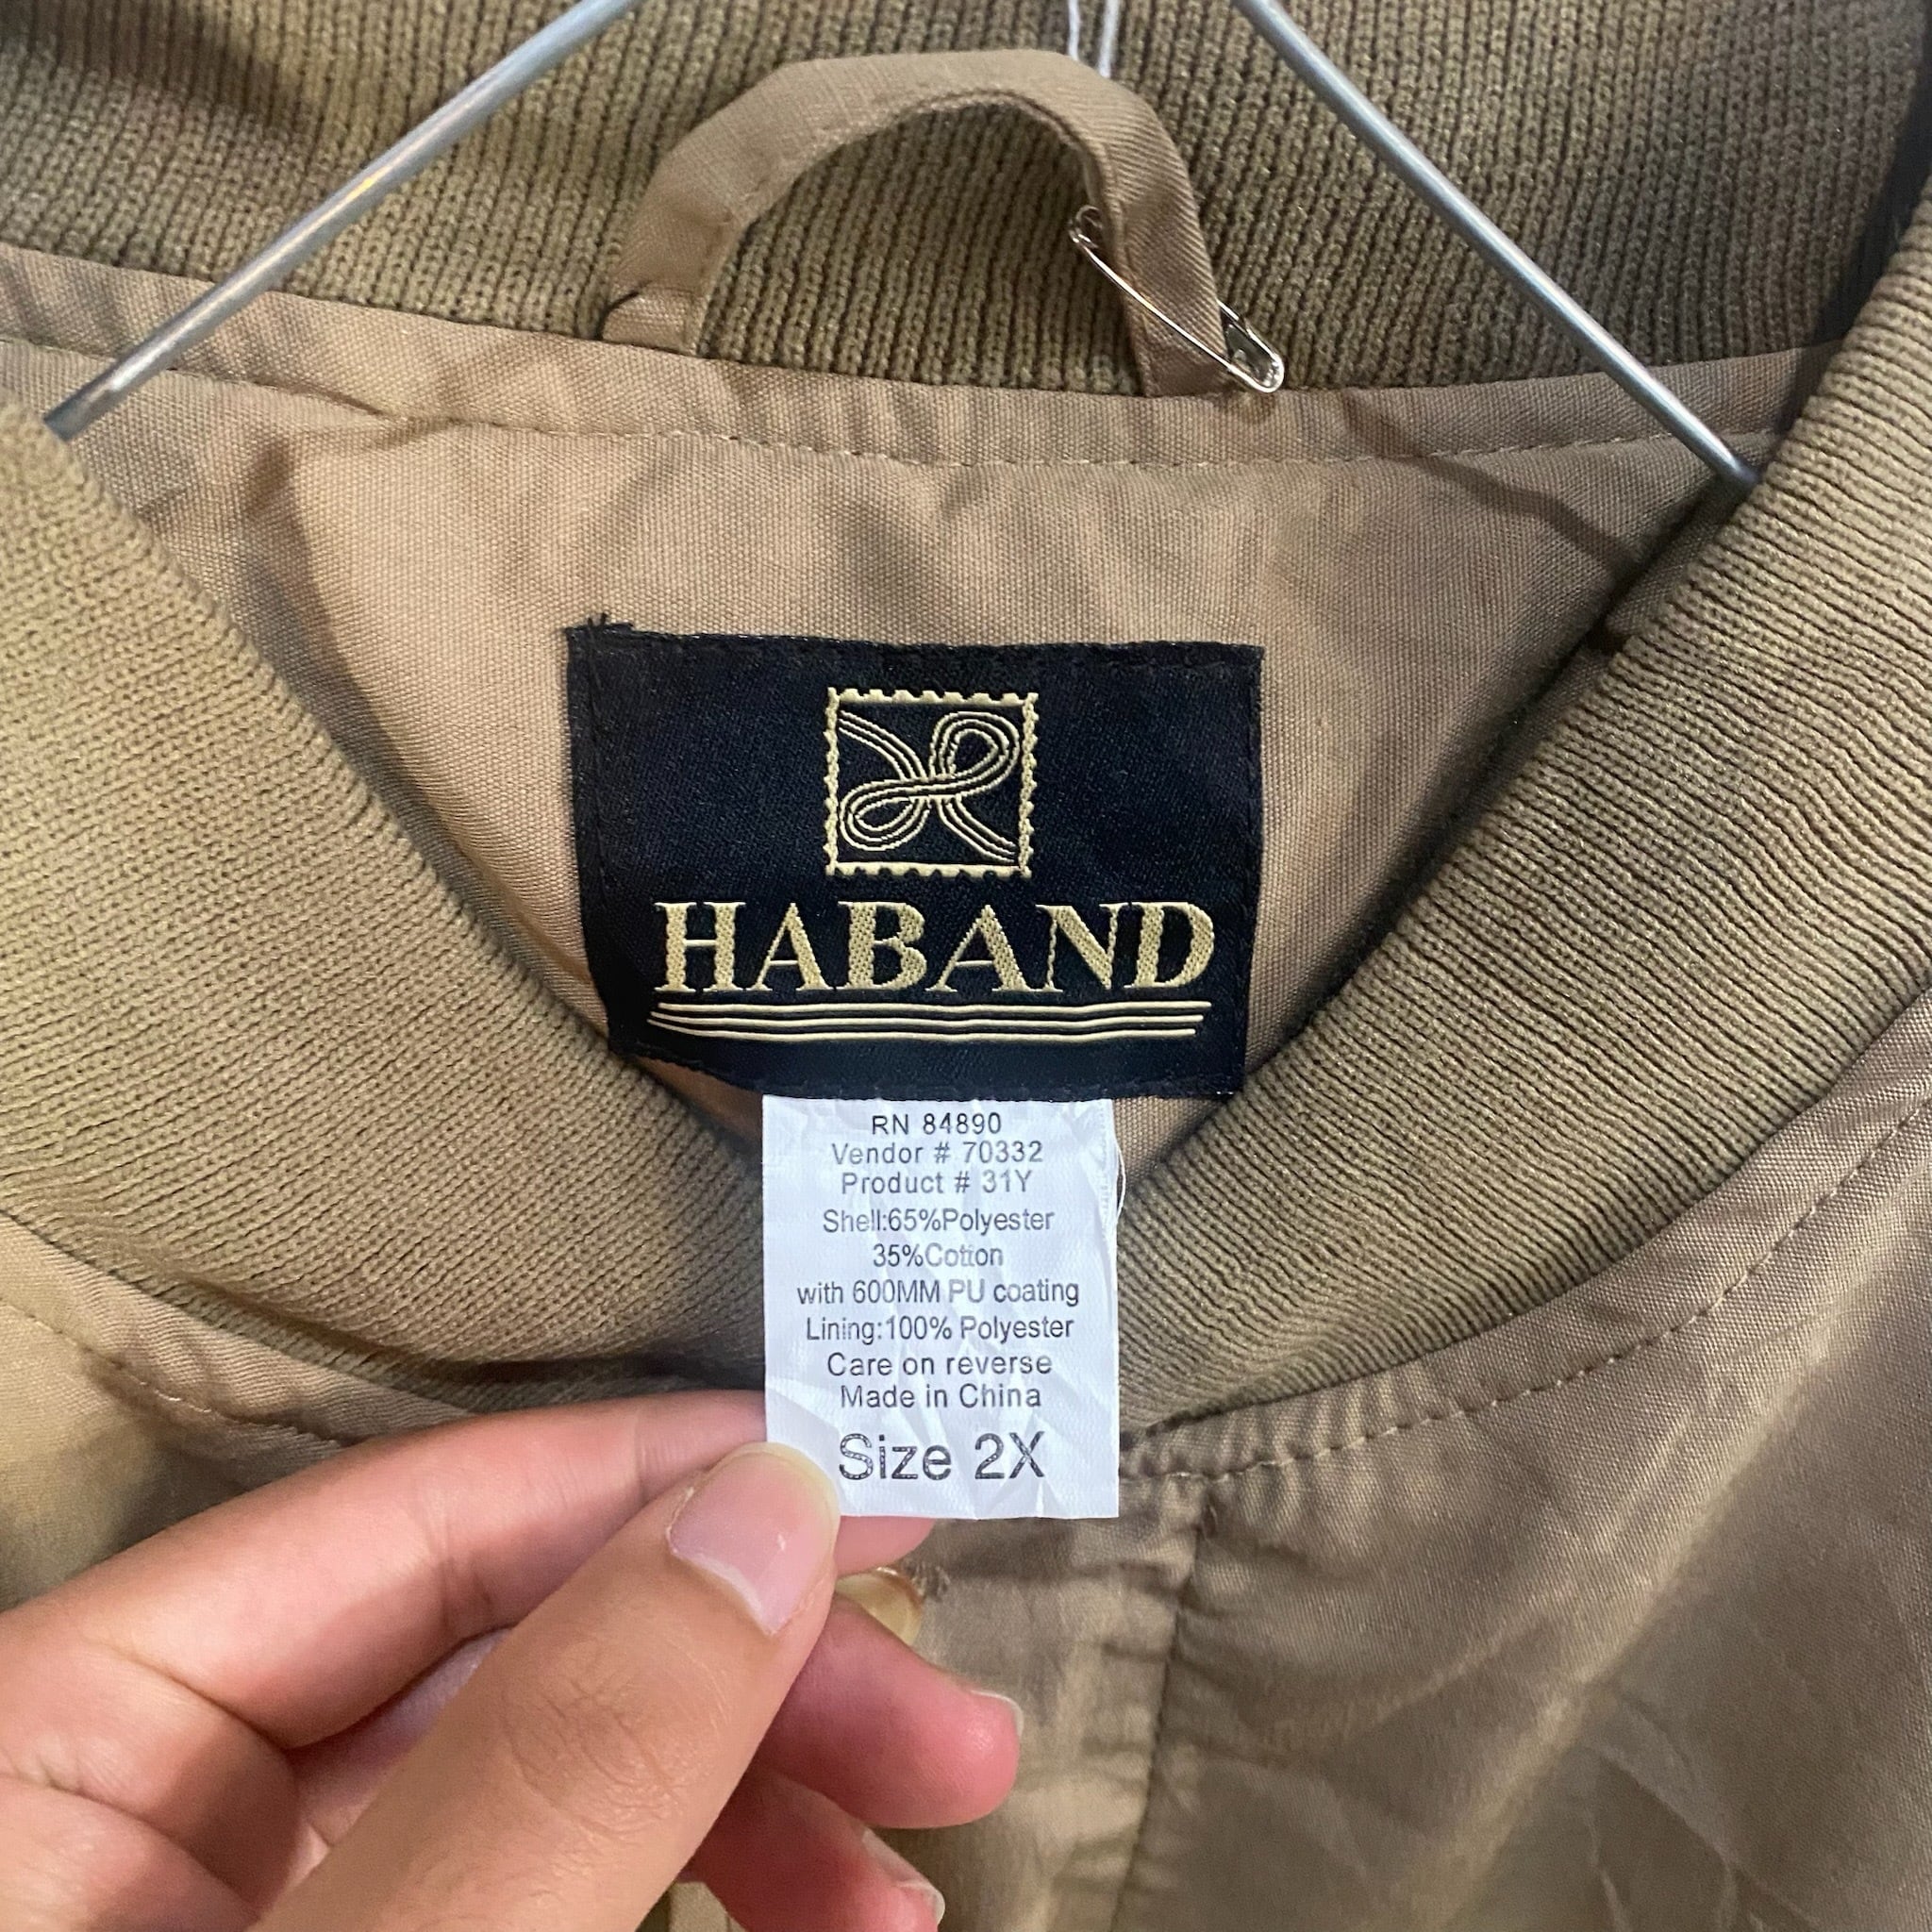 HABAND
RN 84890
Vendor # 70332
Product # 31Y
Shell:65%Polyester
35%Cotton
with 600MM PU coating
Lining:100% Polyester
Care on reverse
Made in China
Size 2X